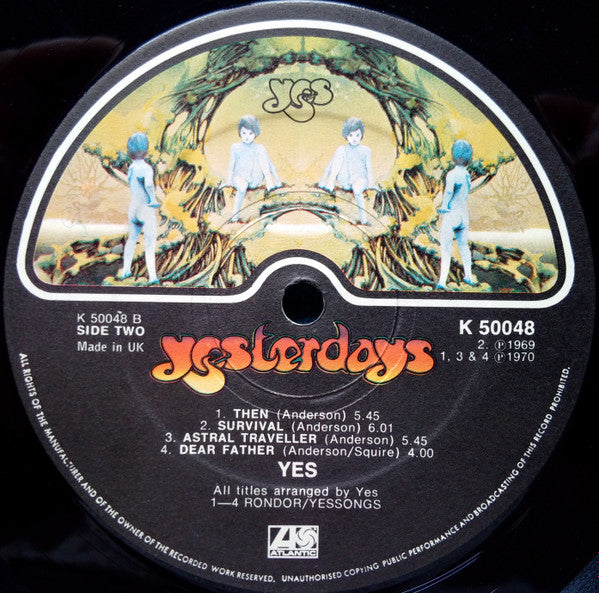 yes
K 50048 B
SIDE TWO
Made in UK
yesterdays
K 50048
2. ℗1969
1, 3 & 4 ℗1970
1. THEN (Anderson) 5.45
2. SURVIVAL (Anderson) 6.01
3. ASTRAL TRAVELLER (Anderson) 5.45
4. DEAR FATHER (Anderson/Squire) 4.00
YES
All titles arranged by Yes
1—4 RONDOR/YESSONGS
ATLANTIC
ALL RIGHTS OF THE MANUFACTURER AND OF THE OWNER OF THE RECORDED WORK RESERVED. UNAUTHORISED COPYING PUBLIC PERFORMANCE AND BROADCASTING OF THIS RECORD PROHIBITED.